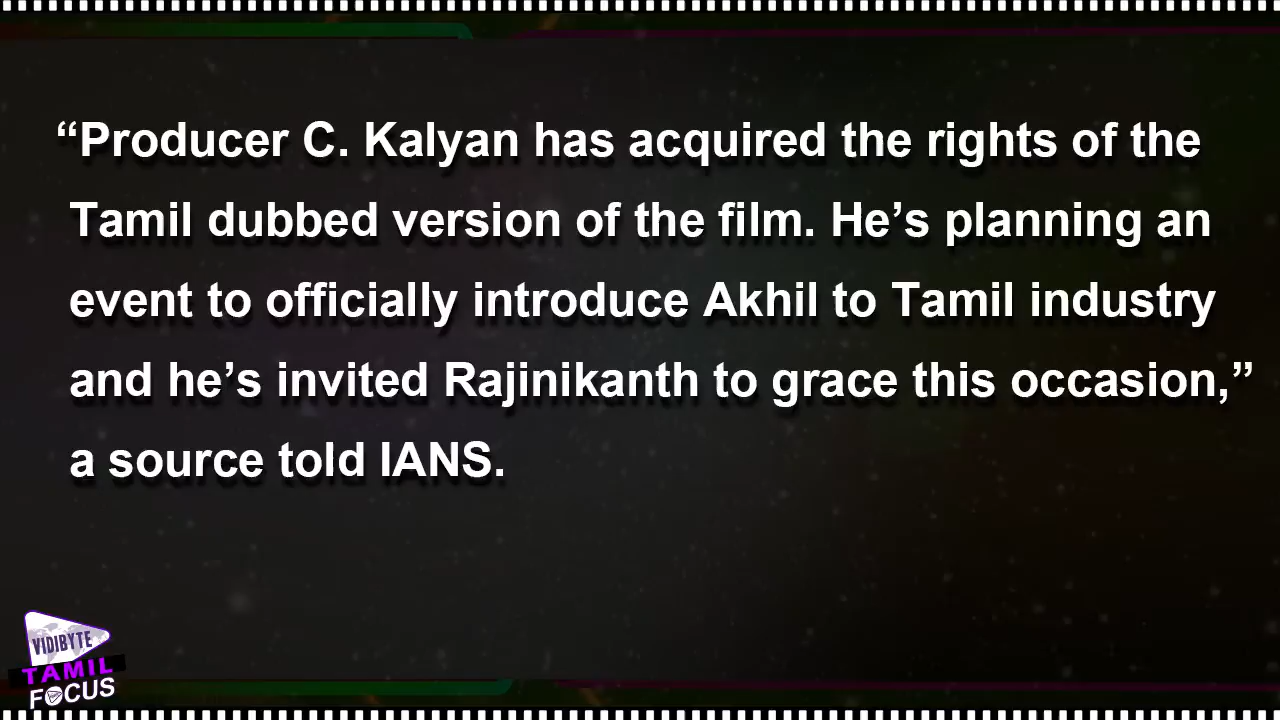 “Producer C. Kalyan has acquired the rights of the
Tamil dubbed version of the film. He’s planning an
event to officially introduce Akhil to Tamil industry
and he’s invited Rajinikanth to grace this occasion,”
a source told IANS.
VIDIBYTE
TAMIL
FOCUS